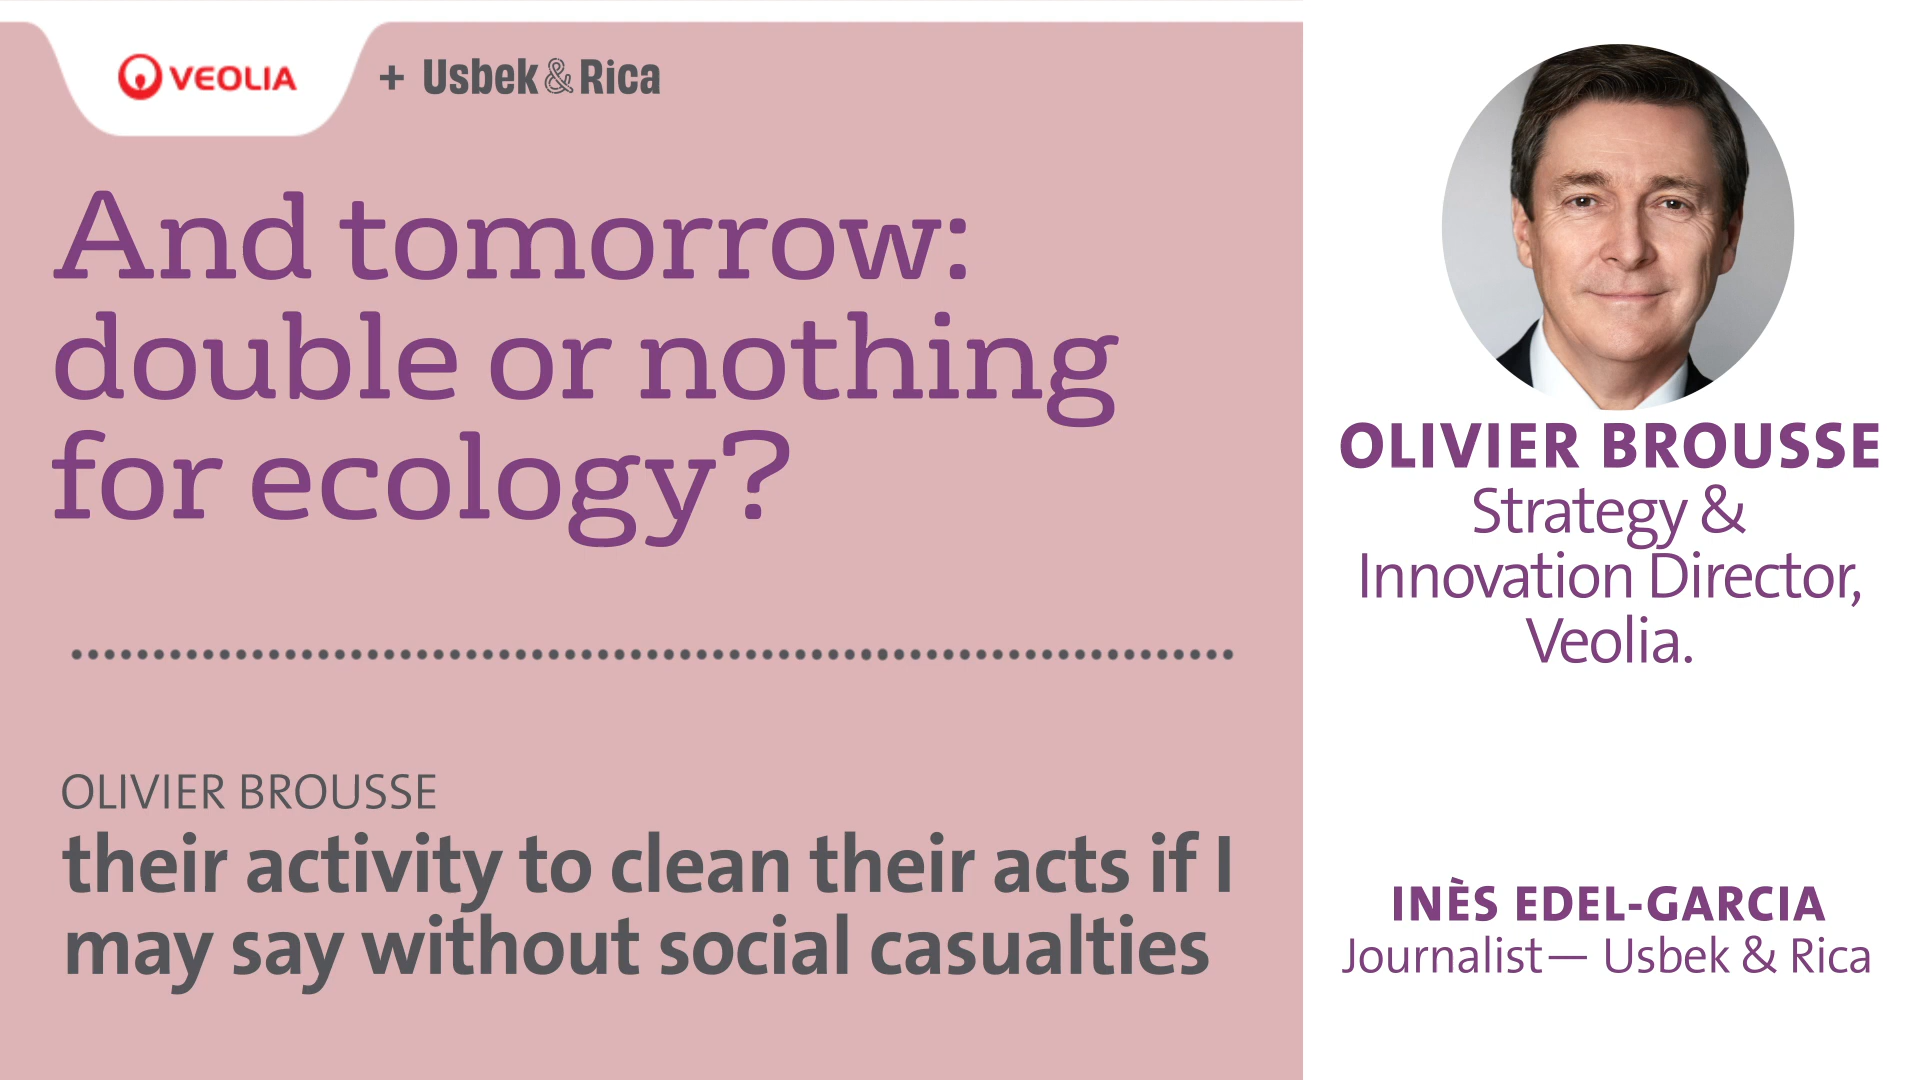 VEOLIA + Usbek & Rica
And tomorrow:
double or nothing
for ecology?
OLIVIER BROUSSE
their activity to clean their acts if I
may say without social casualties
OLIVIER BROUSSE
Strategy &
Innovation Director,
Veolia.
INÈS EDEL-GARCIA
Journalist— Usbek & Rica